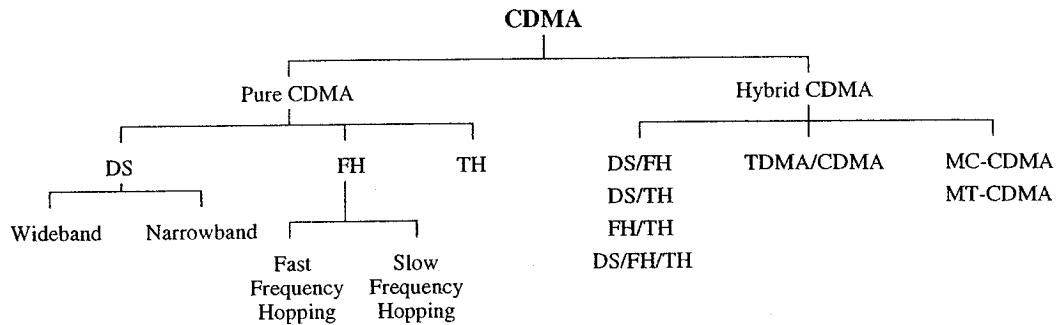 CDMA
Pure CDMA
Hybrid CDMA
DS
FH
TH
DS/FH
TDMA/CDMA
MC-CDMA
DS/TH
MT-CDMA
FH/TH
DS/FH/TH
Wideband
Narrowband
Fast
Frequency
Hopping
Slow
Frequency
Hopping